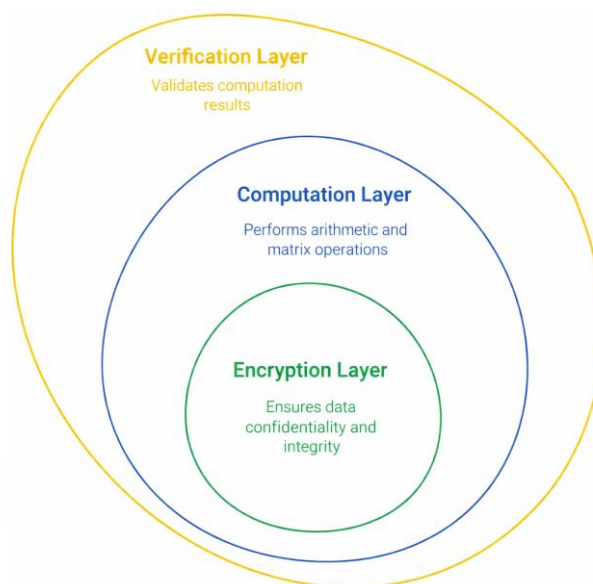 Verification Layer
Validates computation
results
Computation Layer
Performs arithmetic and
matrix operations
Encryption Layer
Ensures data
confidentiality and
integrity